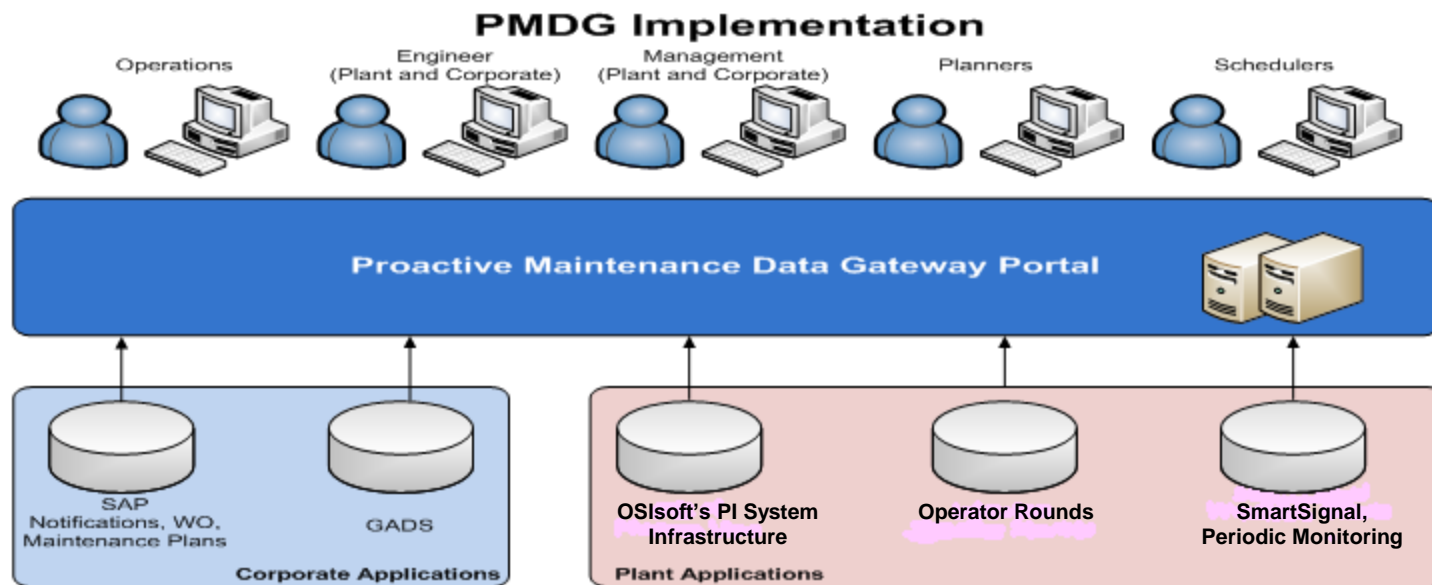 PMDG Implementation
Operations
Engineer
(Plant and Corporate)
Management
(Plant and Corporate)
Planners
Schedulers
Proactive Maintenance Data Gateway Portal
SAP
Notifications, WO,
Maintenance Plans
GADS
Corporate Applications
OSIsoft's PI System
Infrastructure
Operator Rounds
SmartSignal,
Periodic Monitoring
Plant Applications